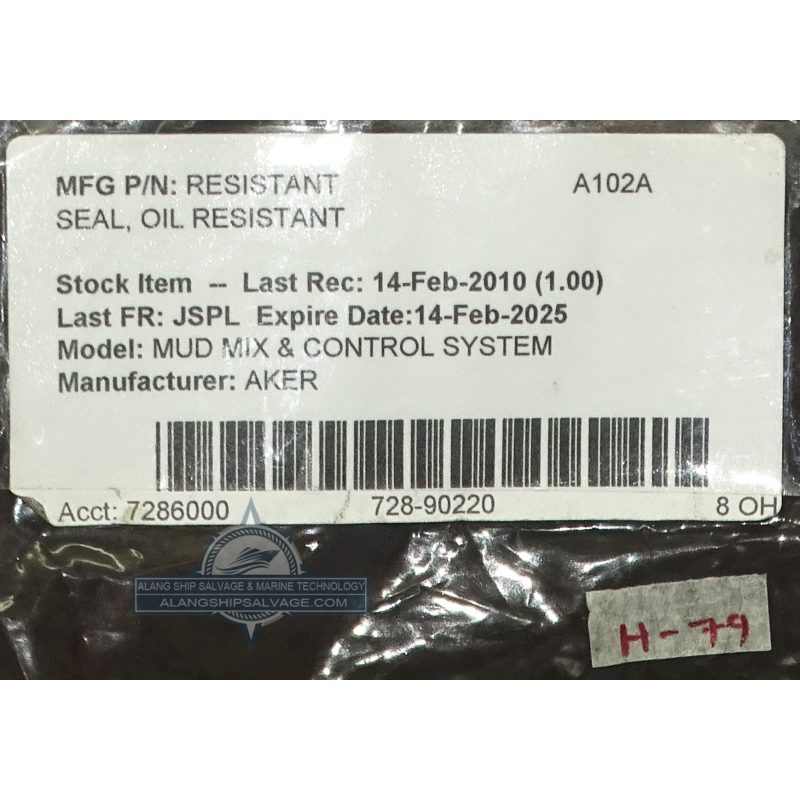 MFG P/N: RESISTANT A102A
SEAL, OIL RESISTANT
Stock Item -- Last Rec: 14-Feb-2010 (1.00)
Last FR: JSPL Expire Date:14-Feb-2025
Model: MUD MIX & CONTROL SYSTEM
Manufacturer: AKER
Acct: 7286000 728-90220 8 OH
ALANG SHIP SALVAGE & MARINE TECHNOLOGY
ALANGSHIPSALVAGE.COM
H-79